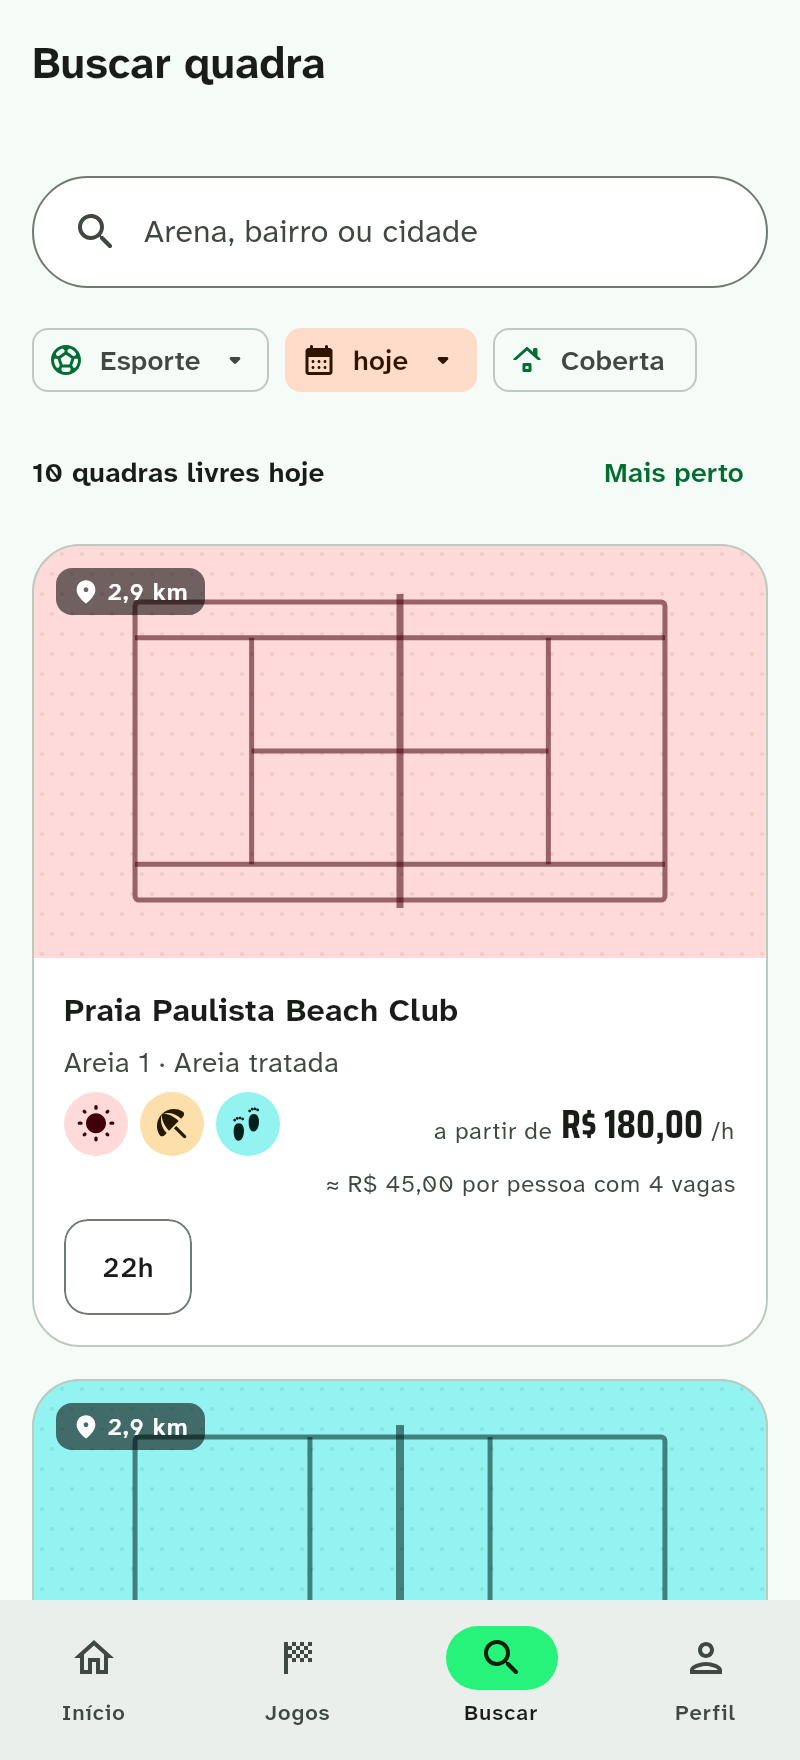 Buscar quadra
Arena, bairro ou cidade
Esporte hoje Coberta
10 quadras livres hoje Mais perto
2,9 km
Praia Paulista Beach Club
Areia 1 · Areia tratada
a partir de R$ 180,00 /h
≈ R$ 45,00 por pessoa com 4 vagas
22h
2,9 km
Início Jogos Buscar Perfil